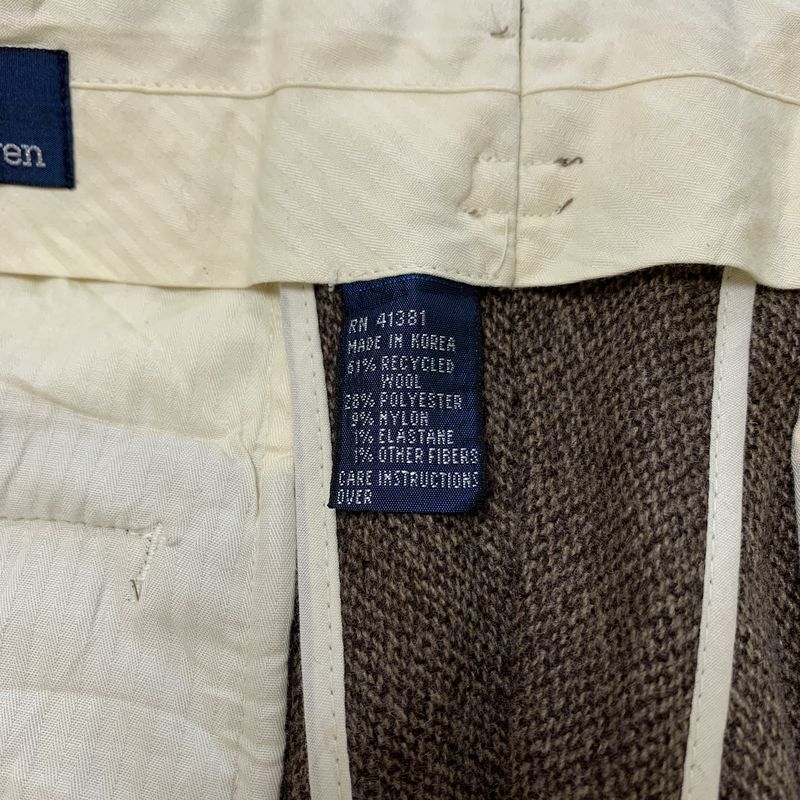 ren
RN 41381
MADE IN KOREA
61% RECYCLED
WOOL
28% POLYESTER
9% NYLON
1% ELASTANE
1% OTHER FIBERS
CARE INSTRUCTIONS
OVER